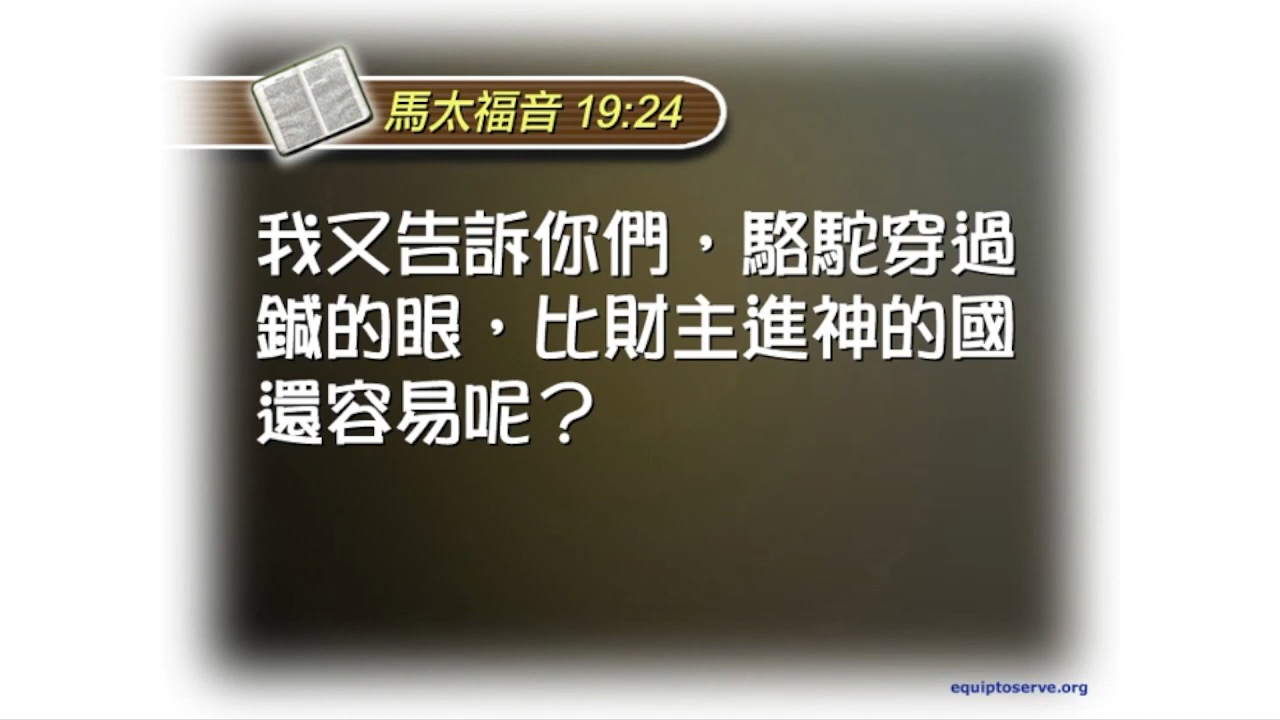 馬太福音 19:24
我又告訴你們，駱駝穿過
鍼的眼，比財主進神的國
還容易呢？
equiptoserve.org